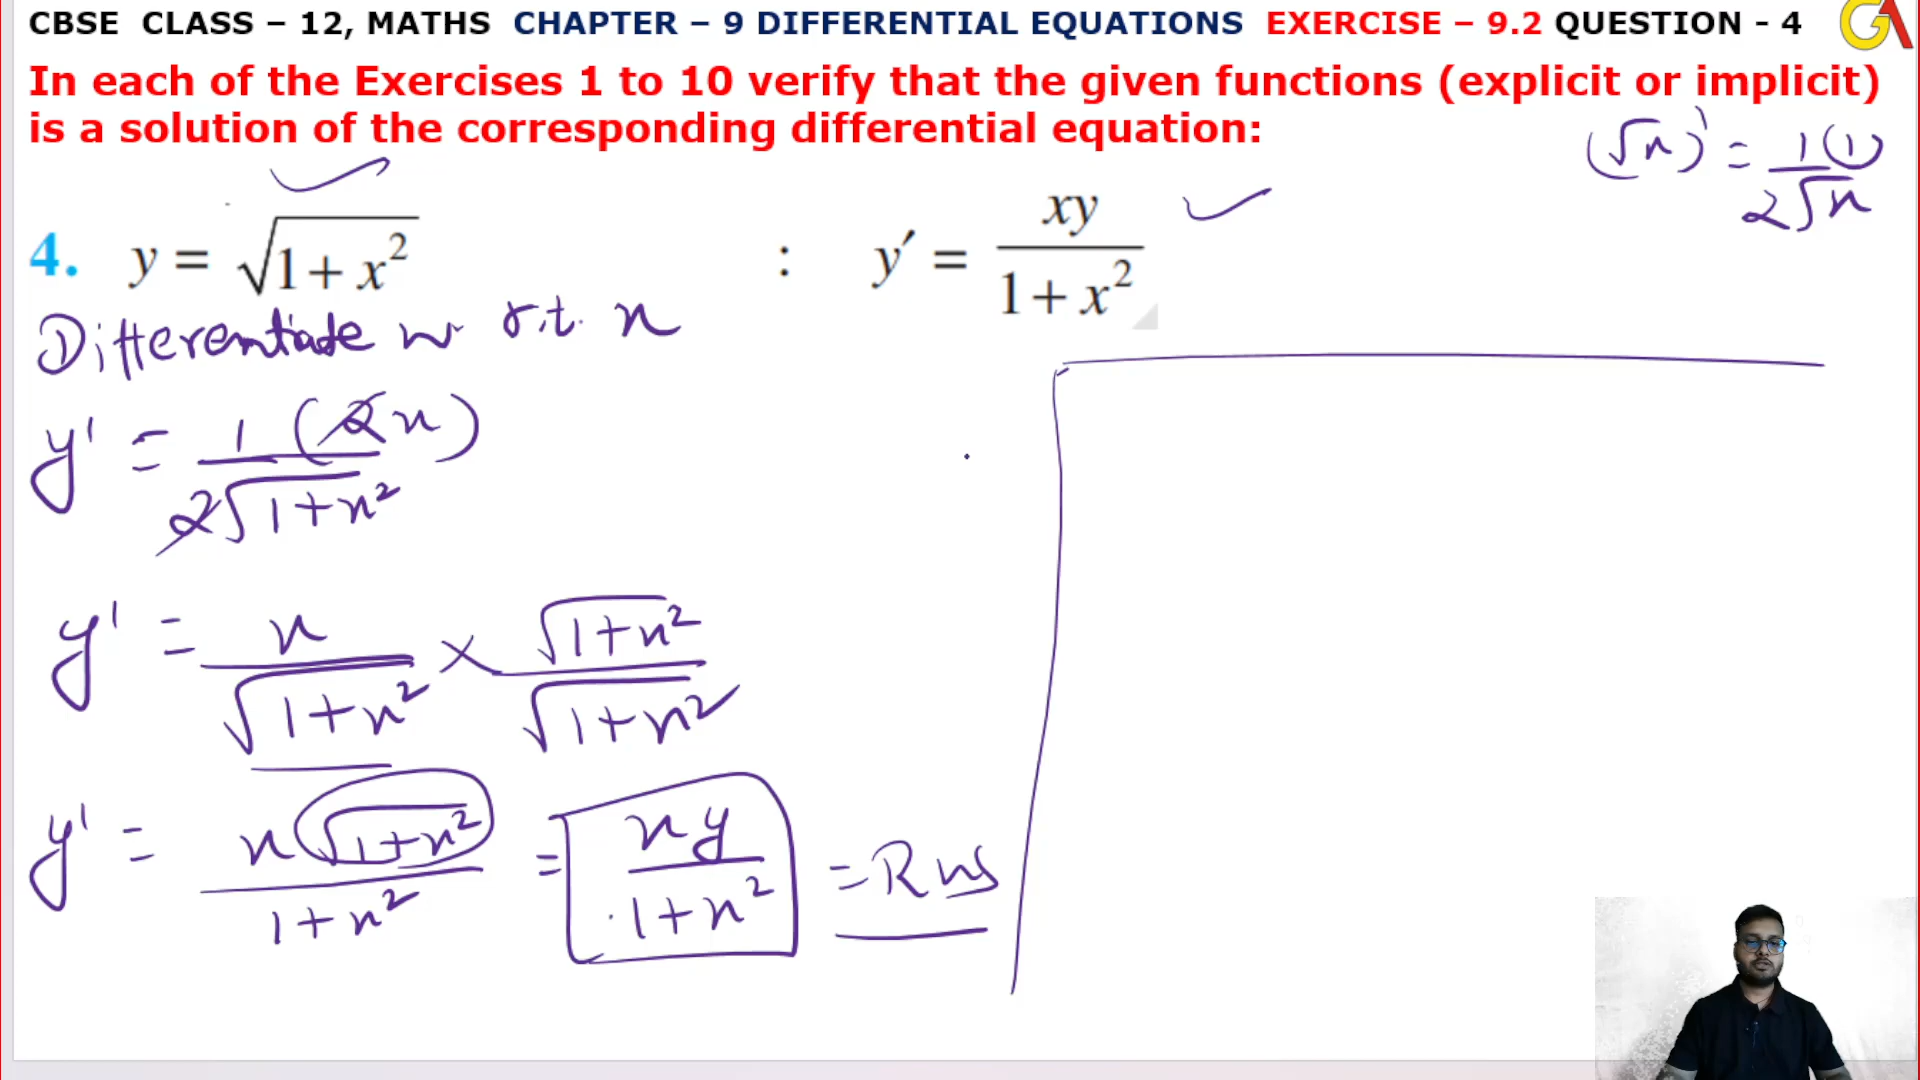 CBSE CLASS – 12, MATHS CHAPTER – 9 DIFFERENTIAL EQUATIONS EXERCISE – 9.2 QUESTION - 4
GA
In each of the Exercises 1 to 10 verify that the given functions (explicit or implicit)
is a solution of the corresponding differential equation:
(√x)' = 1(1) / 2√x
4. y = √(1 + x²) : y′ = xy / (1 + x²)
Differentiate w r.t. x
y' = 1 (2x) / 2√(1+x²)
y' = x / √(1+x²) × √(1+x²) / √(1+x²)
y' = x√(1+x²) / (1+x²) = xy / (1+x²) = RHS